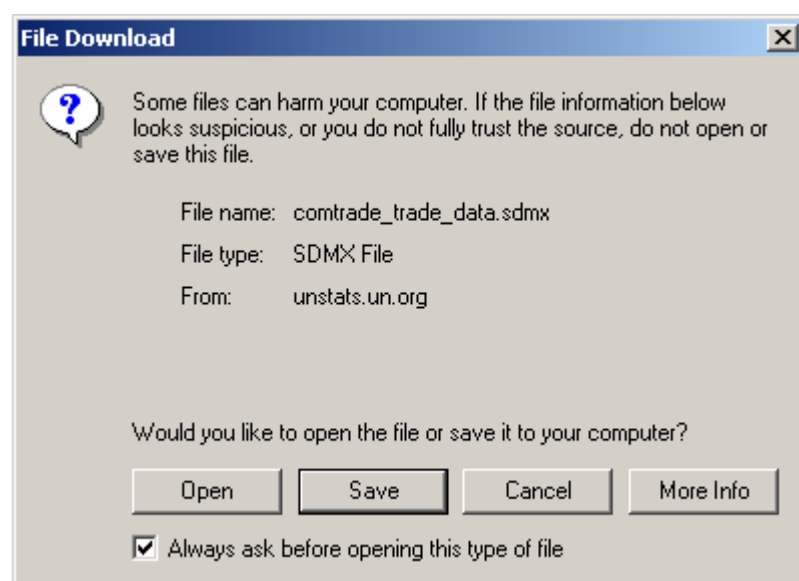 File Download
Some files can harm your computer. If the file information below
looks suspicious, or you do not fully trust the source, do not open or
save this file.
File name: comtrade_trade_data.sdmx
File type: SDMX File
From: unstats.un.org
Would you like to open the file or save it to your computer?
Open Save Cancel More Info
Always ask before opening this type of file